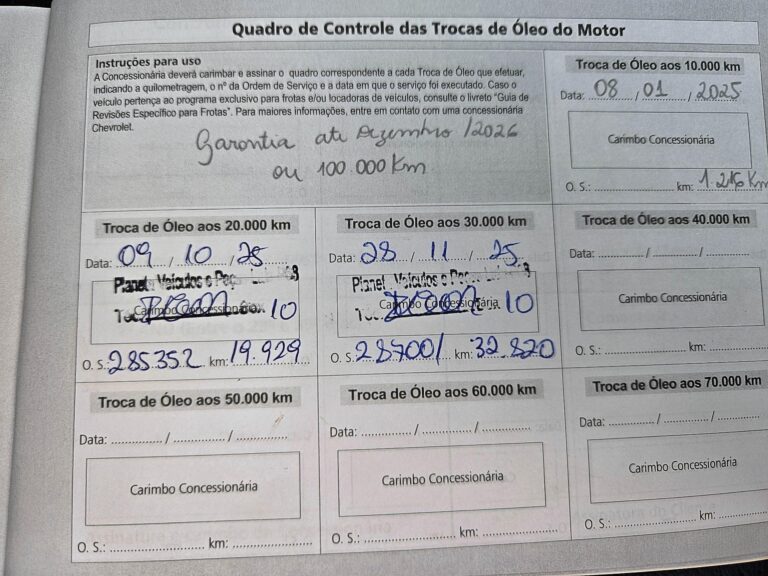 Quadro de Controle das Trocas de Óleo do Motor
Instruções para uso
A Concessionária deverá carimbar e assinar o quadro correspondente a cada Troca de Óleo que efetuar,
indicando a quilometragem, o nº da Ordem de Serviço e a data em que o serviço foi executado. Caso o
veículo pertença ao programa exclusivo para frotas e/ou locadoras de veículos, consulte o livreto "Guia de
Revisões Específico para Frotas". Para maiores informações, entre em contato com uma concessionária
Chevrolet.
Garantia até Dezembro /2026
ou 100.000 Km
Troca de Óleo aos 10.000 km
Data: 08 / 01 / 2025
Carimbo Concessionária
O. S.: km: 1.216 Km
Troca de Óleo aos 20.000 km
Data: 09 / 10 / 25
Planeta Veículos e
Carimbo Concessionária 10
O. S.: 285352 km: 19.929
Troca de Óleo aos 30.000 km
Data: 28 / 11 / 25
Planeta Veículos e
Carimbo Concessionária 10
O. S.: 287001 km: 32.820
Troca de Óleo aos 40.000 km
Data: / /
Carimbo Concessionária
O. S.: km:
Troca de Óleo aos 50.000 km
Data: / /
Carimbo Concessionária
O. S.: km:
Troca de Óleo aos 60.000 km
Data: / /
Carimbo Concessionária
O. S.: km:
Troca de Óleo aos 70.000 km
Data: / /
Carimbo Concessionária
O. S.: km: